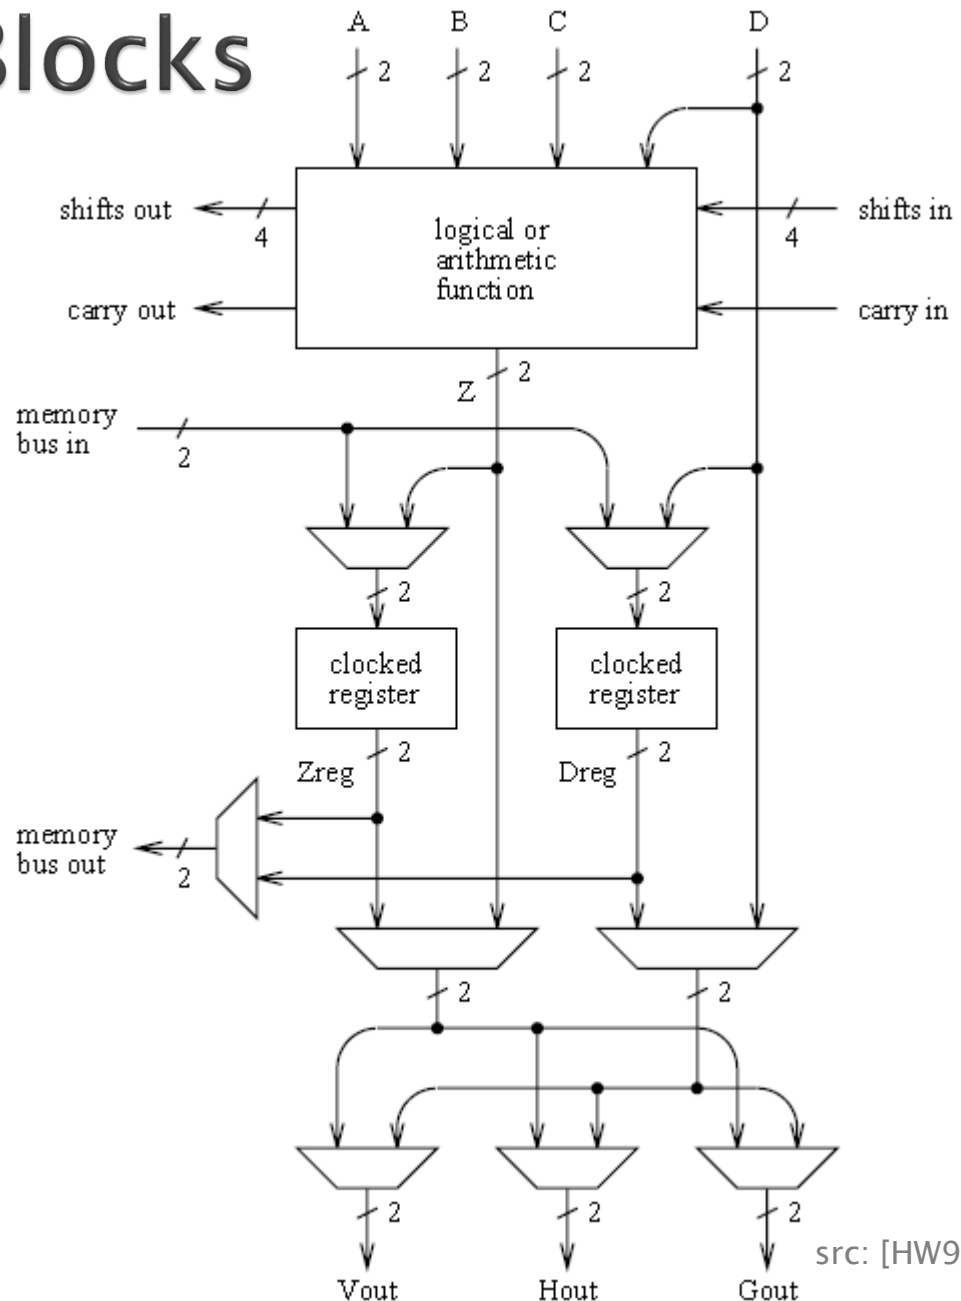 Blocks
A B C D
2 2 2 2
shifts out
4
logical or
arithmetic
function
shifts in
4
carry out
carry in
Z 2
memory
bus in
2
2 2
clocked
register
clocked
register
2 2
Zreg Dreg
memory
bus out
2
2 2
2 2 2
src: [HW9
Vout Hout Gout